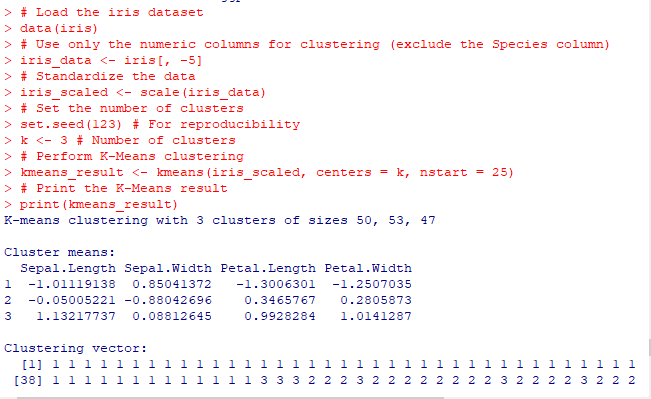 > # Load the iris dataset
> data(iris)
> # Use only the numeric columns for clustering (exclude the Species column)
> iris_data <- iris[, -5]
> # Standardize the data
> iris_scaled <- scale(iris_data)
> # Set the number of clusters
> set.seed(123) # For reproducibility
> k <- 3 # Number of clusters
> # Perform K-Means clustering
> kmeans_result <- kmeans(iris_scaled, centers = k, nstart = 25)
> # Print the K-Means result
> print(kmeans_result)
K-means clustering with 3 clusters of sizes 50, 53, 47
Cluster means:
Sepal.Length Sepal.Width Petal.Length Petal.Width
1 -1.01119138 0.85041372 -1.3006301 -1.2507035
2 -0.05005221 -0.88042696 0.3465767 0.2805873
3 1.13217737 0.08812645 0.9928284 1.0141287
Clustering vector:
[1] 1 1 1 1 1 1 1 1 1 1 1 1 1 1 1 1 1 1 1 1 1 1 1 1 1 1 1 1 1 1 1 1 1 1 1 1 1
[38] 1 1 1 1 1 1 1 1 1 1 1 1 1 3 3 3 2 2 2 3 2 2 2 2 2 2 2 2 3 2 2 2 2 3 2 2 2